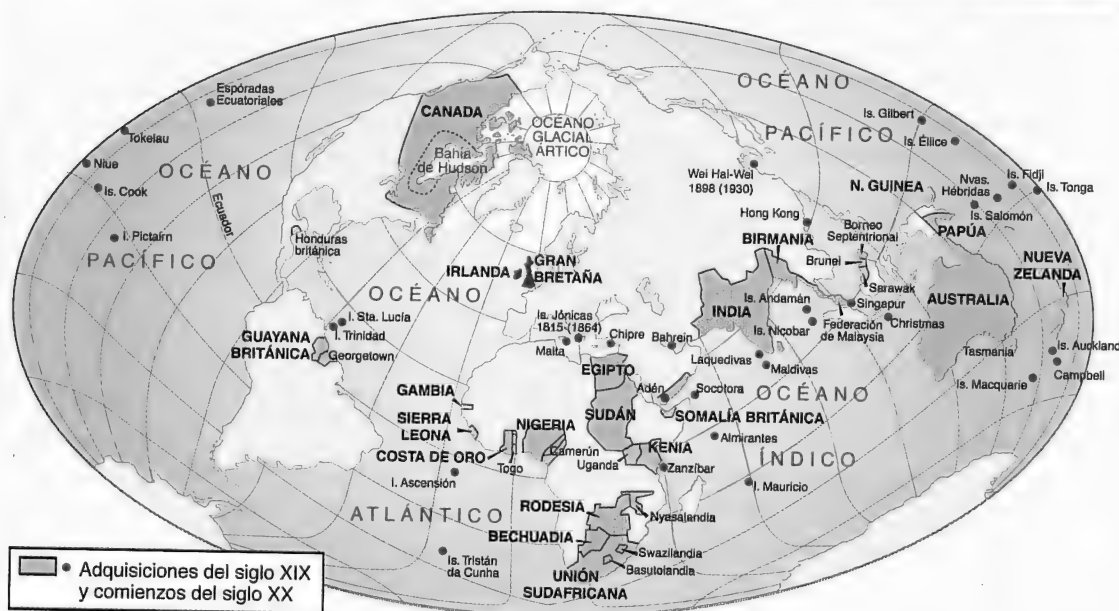 OCÉANO
PACÍFICO
Espóradas
Ecuatoriales
Tokelau
Niue
Is. Cook
I. Pictairn
OCÉANO
PACÍFICO
Ecuador
CANADA
Bahía
de Hudson
OCÉANO
GLACIAL
ÁRTICO
Is. Gilbert
Is. Éllice
Wei Hai-Wei
1898 (1930)
N. GUINEA
Nvas.
Hébridas
Is. Fidji
Is. Tonga
Is. Salomón
Hong Kong
Borneo
Septentrional
PAPÚA
BIRMANIA
Brunei
Sarawak
NUEVA
ZELANDA
Honduras
británica
IRLANDA
GRAN
BRETAÑA
OCÉANO
INDIA
Is. Andamán
Is. Nicobar
Singapur
Federación
de Malaysia
Christmas
AUSTRALIA
I. Sta. Lucía
I. Trinidad
GUAYANA
BRITÁNICA
Georgetown
Is. Jónicas
1815-(1864)
Malta
Chipre
Bahrein
Laquedivas
Maldivas
Tasmania
Is. Auckland
Campbell
Is. Macquarie
EGIPTO
Adén
Socotora
OCÉANO
GAMBIA
SIERRA
LEONA
NIGERIA
SUDÁN
SOMALÍA BRITÁNICA
COSTA DE ORO
Togo
Camerún
Uganda
KENIA
Almirantes
Zanzíbar
ÍNDICO
I. Ascensión
I. Mauricio
ATLÁNTICO
RODESIA
Nyasalandia
BECHUADIA
Is. Tristán
da Cunha
Swazilandia
Basutolandia
UNIÓN
SUDAFRICANA
Adquisiciones del siglo XIX
y comienzos del siglo XX